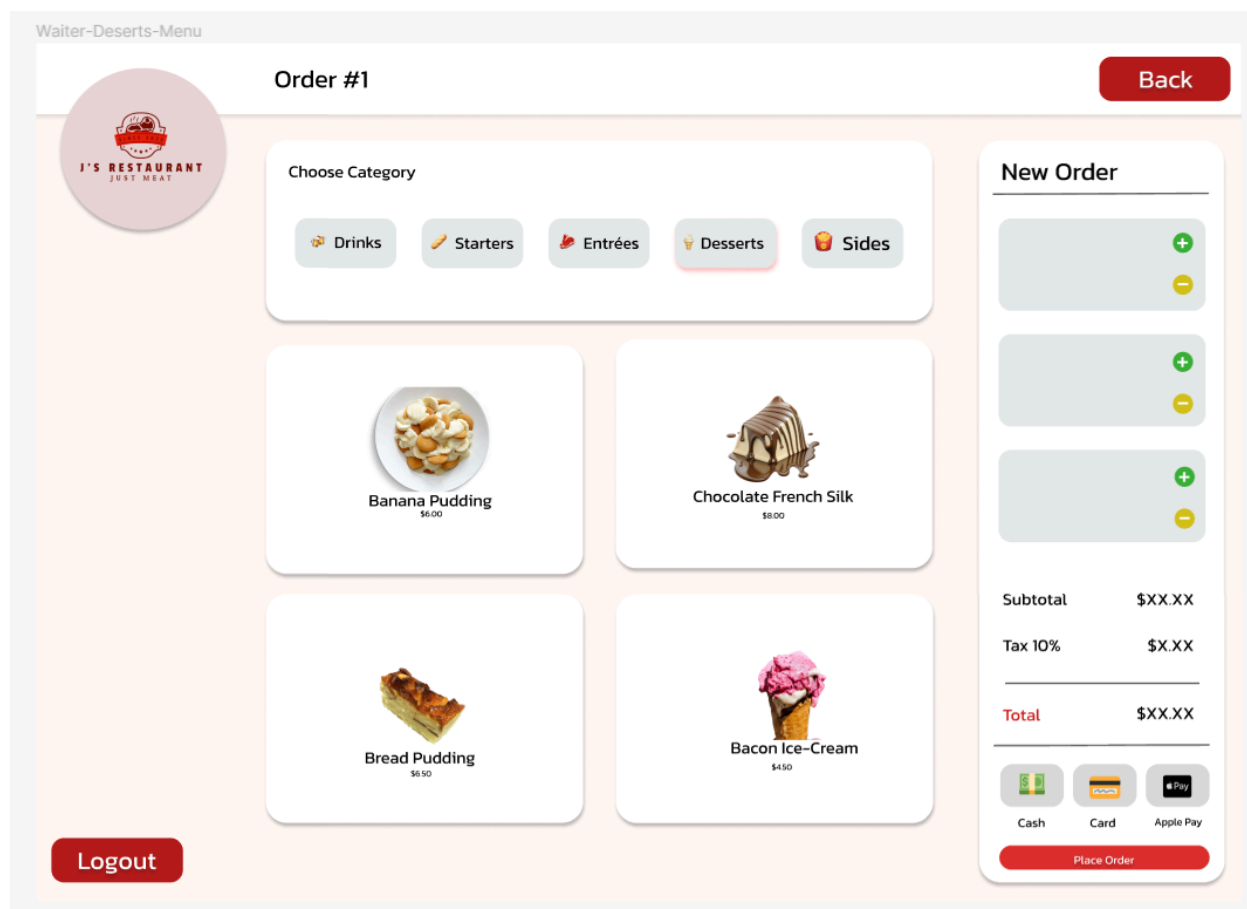 Waiter-Deserts-Menu
Order #1
Back
J'S RESTAURANT
JUST MEAT
Choose Category
Drinks
Starters
Entrées
Desserts
Sides
Banana Pudding
$6.00
Chocolate French Silk
$8.00
Bread Pudding
$6.50
Bacon Ice-Cream
$4.50
Logout
New Order
Subtotal $XX.XX
Tax 10% $X.XX
Total $XX.XX
Pay
Cash
Card
Apple Pay
Place Order